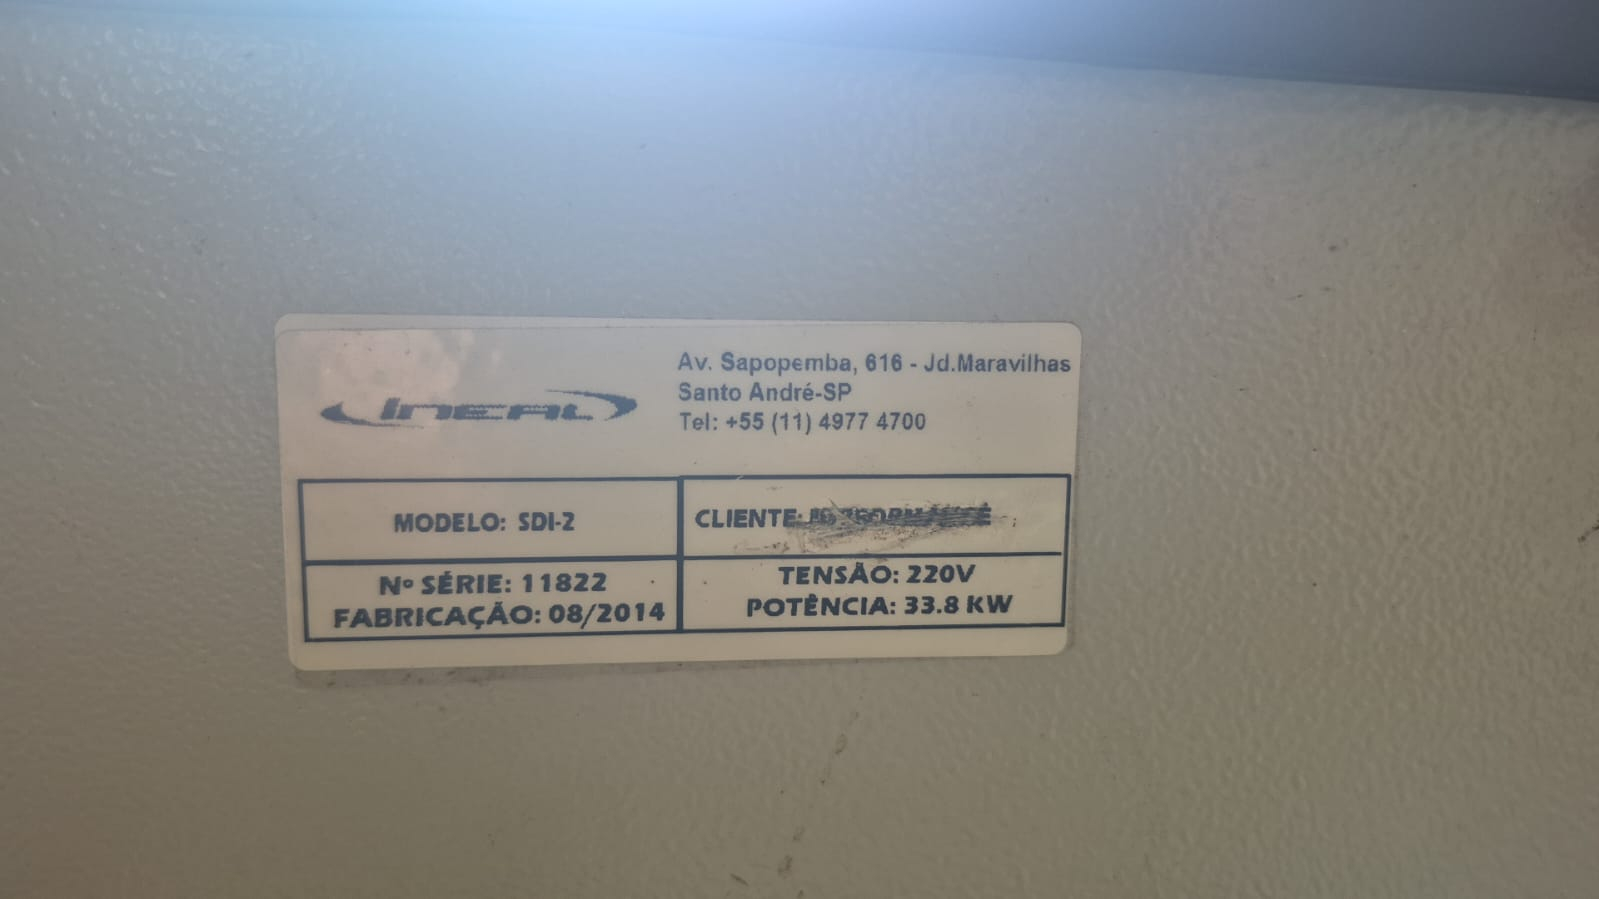 INEAL
Av. Sapopemba, 616 - Jd.Maravilhas
Santo André-SP
Tel: +55 (11) 4977 4700
MODELO: SDI-2
CLIENTE:
Nº SÉRIE: 11822
FABRICAÇÃO: 08/2014
TENSÃO: 220V
POTÊNCIA: 33.8 KW